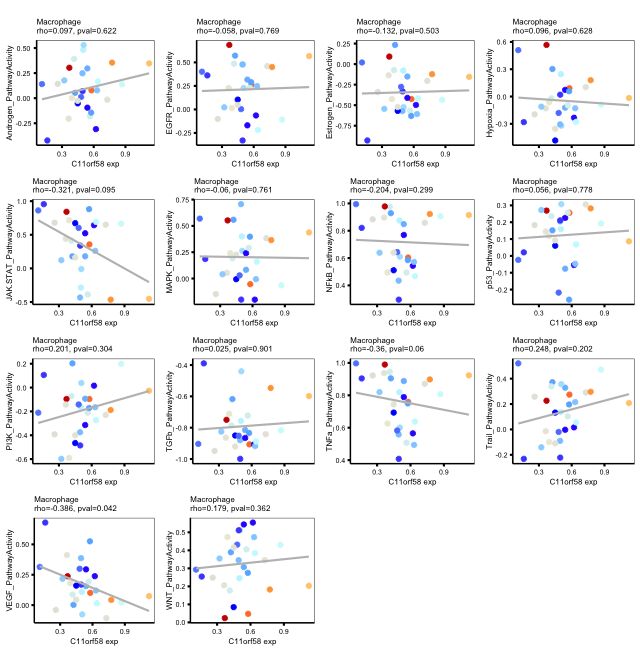 Macrophage
rho=0.097, pval=0.622
Androgen_PathwayActivity
0.50
0.25
0.00
-0.25
0.3 0.6 0.9
C11orf58 exp
Macrophage
rho=-0.058, pval=0.769
EGFR_PathwayActivity
0.50
0.25
0.00
-0.25
0.3 0.6 0.9
C11orf58 exp
Macrophage
rho=-0.132, pval=0.503
Estrogen_PathwayActivity
0.25
0.00
-0.25
-0.50
-0.75
0.3 0.6 0.9
C11orf58 exp
Macrophage
rho=0.096, pval=0.628
Hypoxia_PathwayActivity
0.6
0.3
0.0
-0.3
0.3 0.6 0.9
C11orf58 exp
Macrophage
rho=-0.321, pval=0.095
JAK.STAT_PathwayActivity
1.0
0.5
0.0
-0.5
0.3 0.6 0.9
C11orf58 exp
Macrophage
rho=-0.06, pval=0.761
MAPK_PathwayActivity
0.75
0.50
0.25
0.00
0.3 0.6 0.9
C11orf58 exp
Macrophage
rho=-0.204, pval=0.299
NFkB_PathwayActivity
1.0
0.8
0.6
0.4
0.3 0.6 0.9
C11orf58 exp
Macrophage
rho=0.056, pval=0.778
p53_PathwayActivity
0.3
0.2
0.1
0.0
-0.1
-0.2
0.3 0.6 0.9
C11orf58 exp
Macrophage
rho=0.201, pval=0.304
PI3K_PathwayActivity
0.2
0.0
-0.2
-0.4
-0.6
0.3 0.6 0.9
C11orf58 exp
Macrophage
rho=0.025, pval=0.901
TGFb_PathwayActivity
-0.4
-0.6
-0.8
-1.0
0.3 0.6 0.9
C11orf58 exp
Macrophage
rho=-0.36, pval=0.06
TNFa_PathwayActivity
1.0
0.8
0.6
0.4
0.3 0.6 0.9
C11orf58 exp
Macrophage
rho=0.248, pval=0.202
Trail_PathwayActivity
0.4
0.2
0.0
-0.2
0.3 0.6 0.9
C11orf58 exp
Macrophage
rho=-0.386, pval=0.042
VEGF_PathwayActivity
0.50
0.25
0.00
0.3 0.6 0.9
C11orf58 exp
Macrophage
rho=0.179, pval=0.362
WNT_PathwayActivity
0.5
0.4
0.3
0.2
0.1
0.0
0.3 0.6 0.9
C11orf58 exp